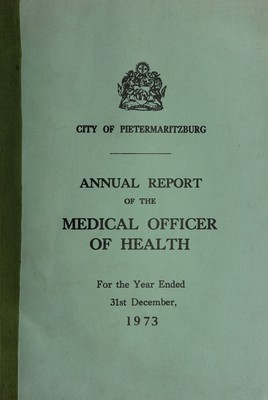 CITY OF PIETERMARITZBURG
ANNUAL REPORT
OF THE
MEDICAL OFFICER
OF HEALTH
For the Year Ended
31st December,
1973